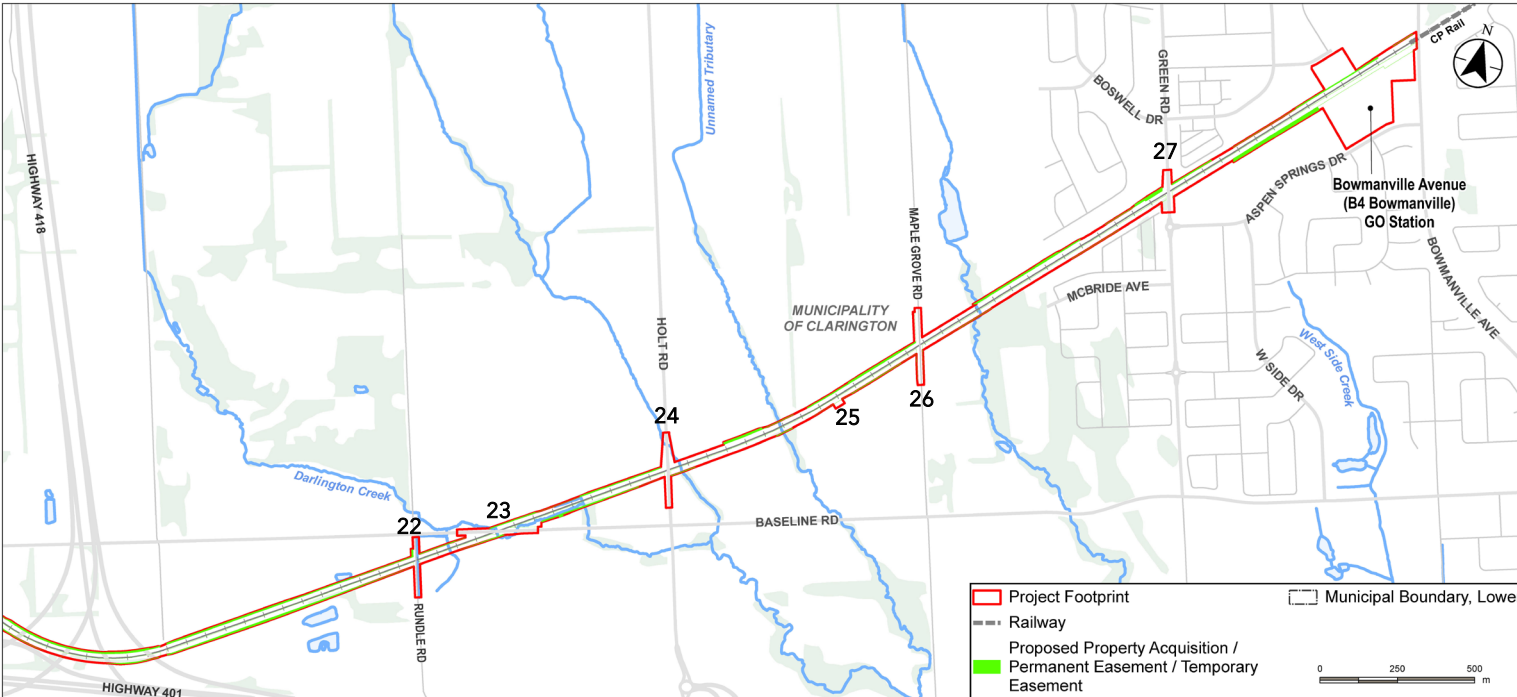 CP Rail
N
Unnamed Tributary
GREEN RD
BOSWELL DR
HIGHWAY 418
27
ASPEN SPRINGS DR
Bowmanville Avenue
(B4 Bowmanville)
GO Station
MAPLE GROVE RD
BOWMANVILLE AVE
MCBRIDE AVE
MUNICIPALITY
OF CLARINGTON
HOLT RD
West Side Creek
W SIDE DR
26
24
25
Darlington Creek
23
22
BASELINE RD
RUNDLE RD
HIGHWAY 401
Project Footprint
Municipal Boundary, Lowe
Railway
Proposed Property Acquisition /
Permanent Easement / Temporary
Easement
0 250 500
m